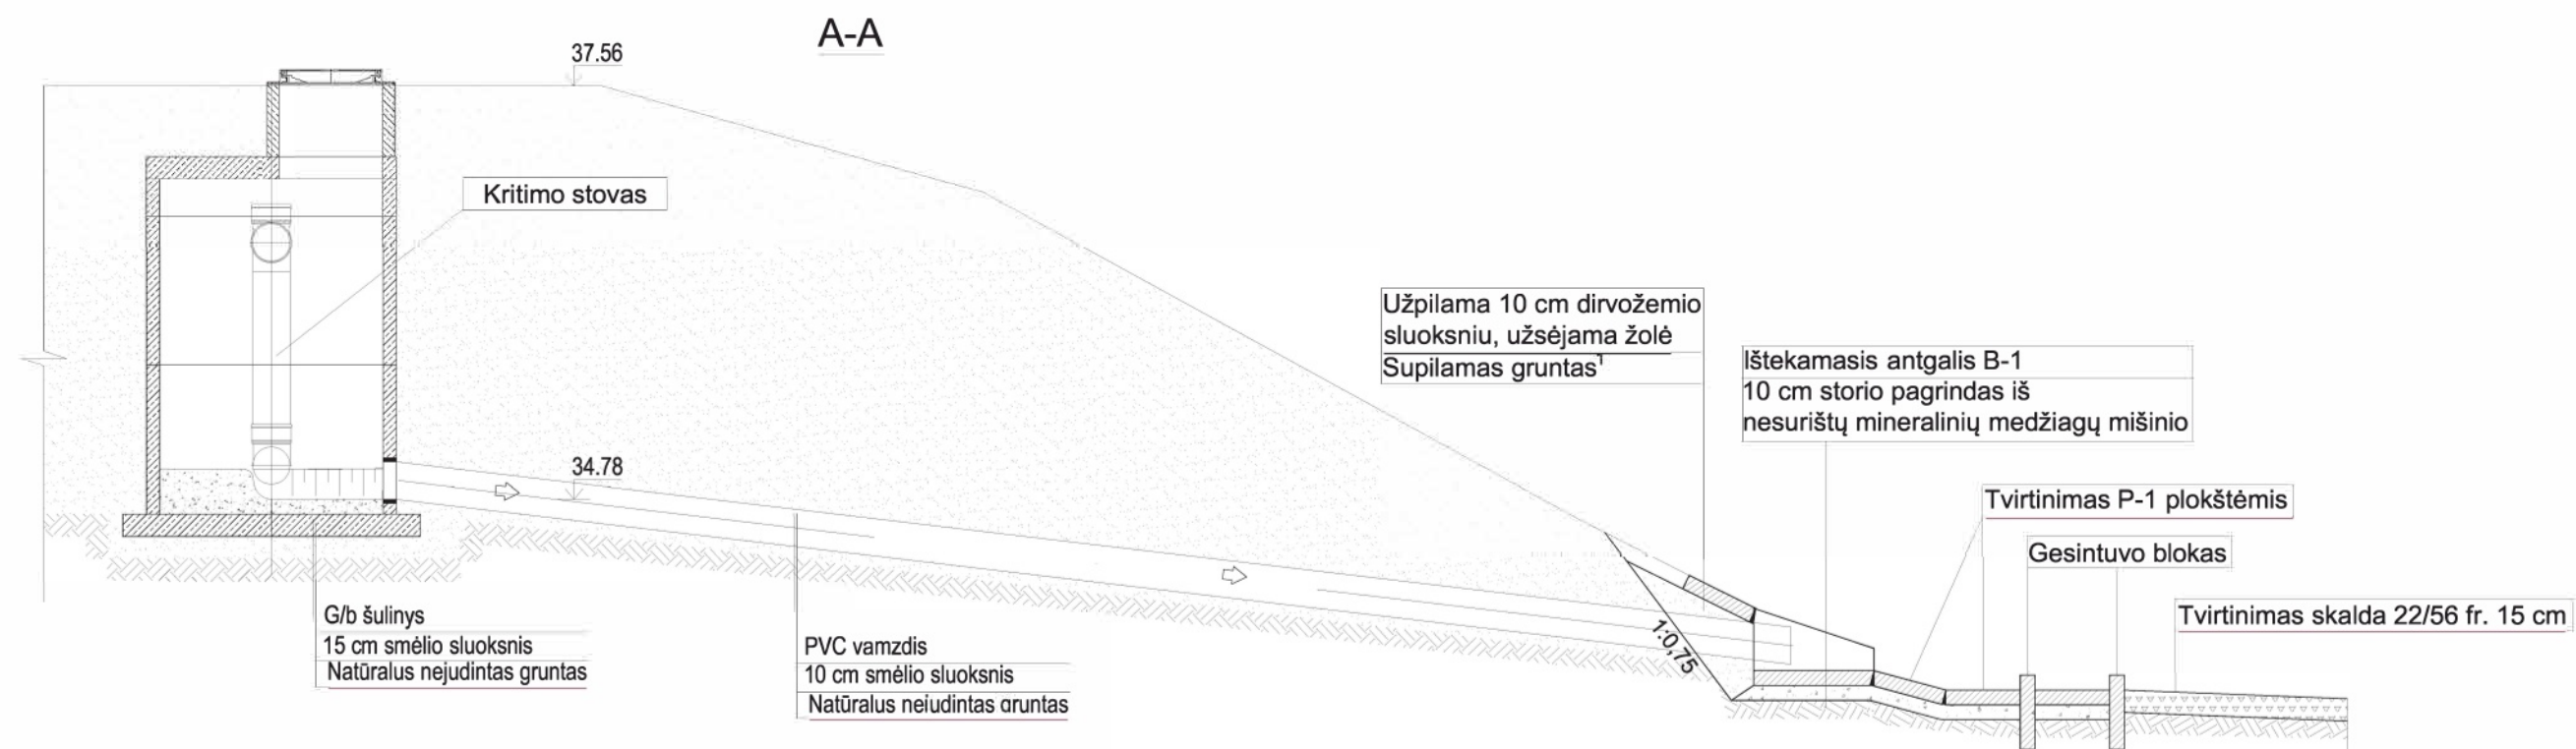 A-A
37.56
Kritimo stovas
34.78
Užpilama 10 cm dirvožemio
sluoksniu, užsėjama žolė
Supilamas gruntas¹
Ištekamasis antgalis B-1
10 cm storio pagrindas iš
nesurištų mineralinių medžiagų mišinio
Tvirtinimas P-1 plokštėmis
Gesintuvo blokas
Tvirtinimas skalda 22/56 fr. 15 cm
1:0,75
G/b šulinys
15 cm smėlio sluoksnis
Natūralus nejudintas gruntas
PVC vamzdis
10 cm smėlio sluoksnis
Natūralus nejudintas gruntas